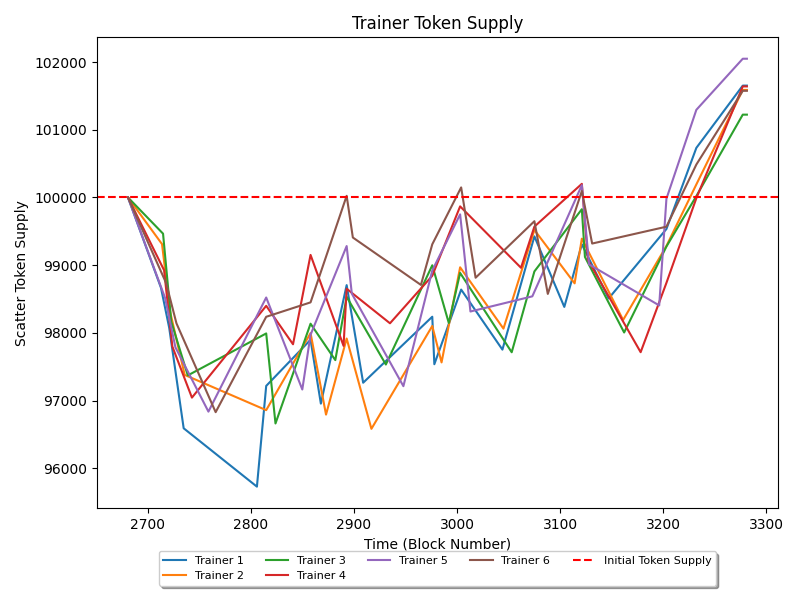 Trainer Token Supply
Scatter Token Supply
102000
101000
100000
99000
98000
97000
96000
2700 2800 2900 3000 3100 3200 3300
Time (Block Number)
Trainer 1 Trainer 3 Trainer 5 Trainer 6 Initial Token Supply
Trainer 2 Trainer 4